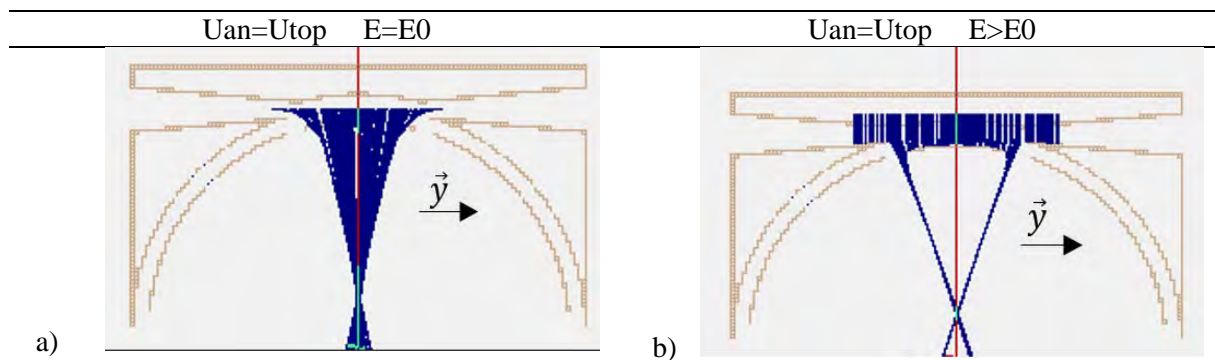 Uan=Utop E=E0
Uan=Utop E>E0
y⃗
y⃗
a)
b)